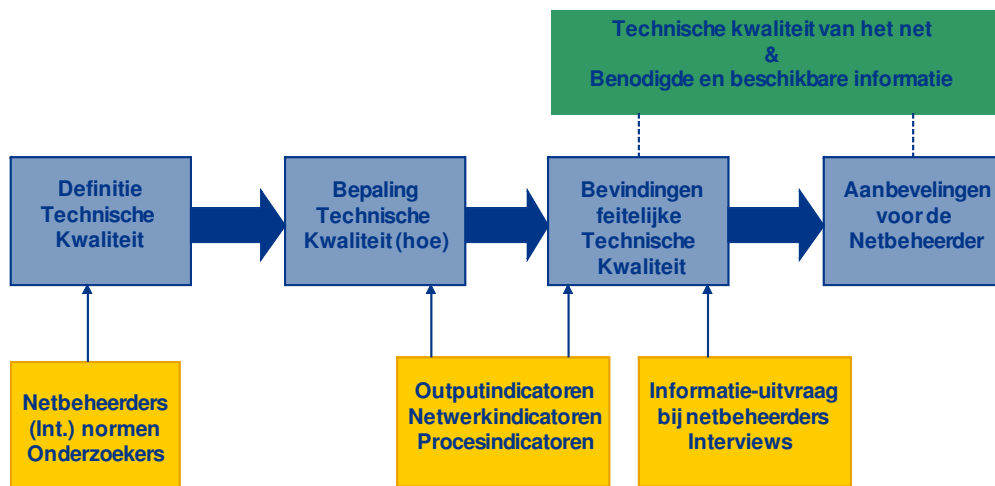 Technische kwaliteit van het net
&
Benodigde en beschikbare informatie
Definitie
Technische
Kwaliteit
Bepaling
Technische
Kwaliteit (hoe)
Bevindingen
feitelijke
Technische
Kwaliteit
Aanbevelingen
voor de
Netbeheerder
Netbeheerders
(Int.) normen
Onderzoekers
Outputindicatoren
Netwerkindicatoren
Procesindicatoren
Informatie-uitvraag
bij netbeheerders
Interviews